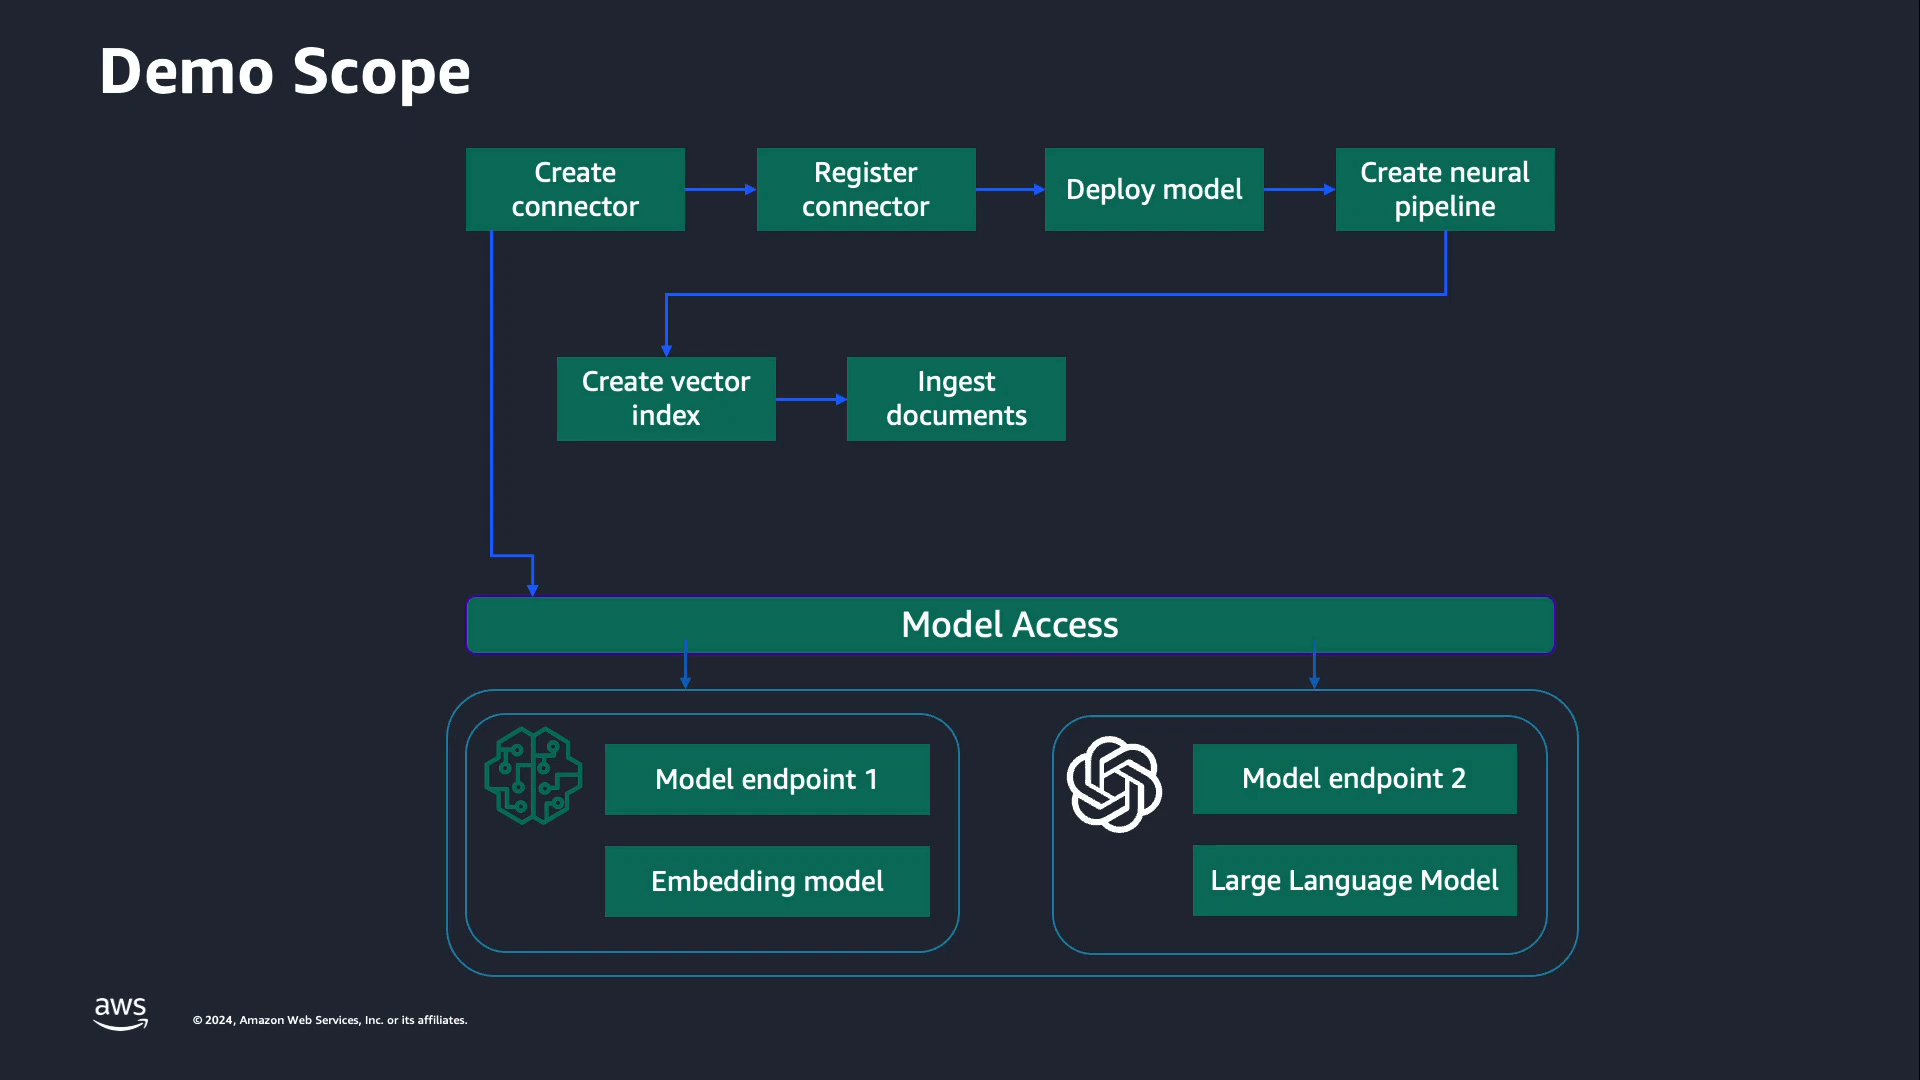 Demo Scope
Create
connector
Register
connector
Deploy model
Create neural
pipeline
Create vector
index
Ingest
documents
Model Access
Model endpoint 1
Embedding model
Model endpoint 2
Large Language Model
aws
© 2024, Amazon Web Services, Inc. or its affiliates.